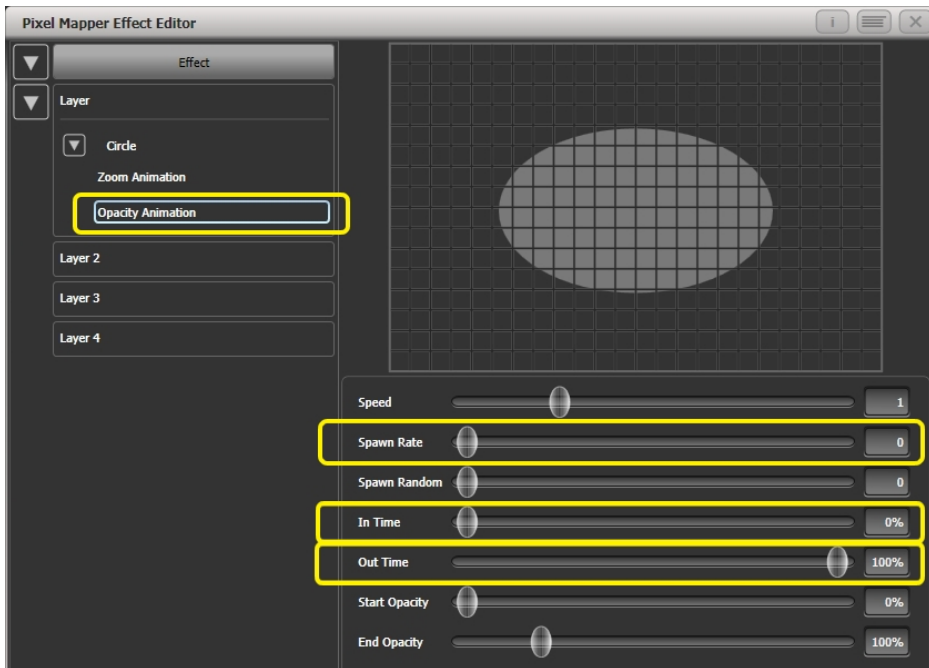 Pixel Mapper Effect Editor
i
Effect
Layer
Circle
Zoom Animation
Opacity Animation
Layer 2
Layer 3
Layer 4
Speed 1
Spawn Rate 0
Spawn Random 0
In Time 0%
Out Time 100%
Start Opacity 0%
End Opacity 100%